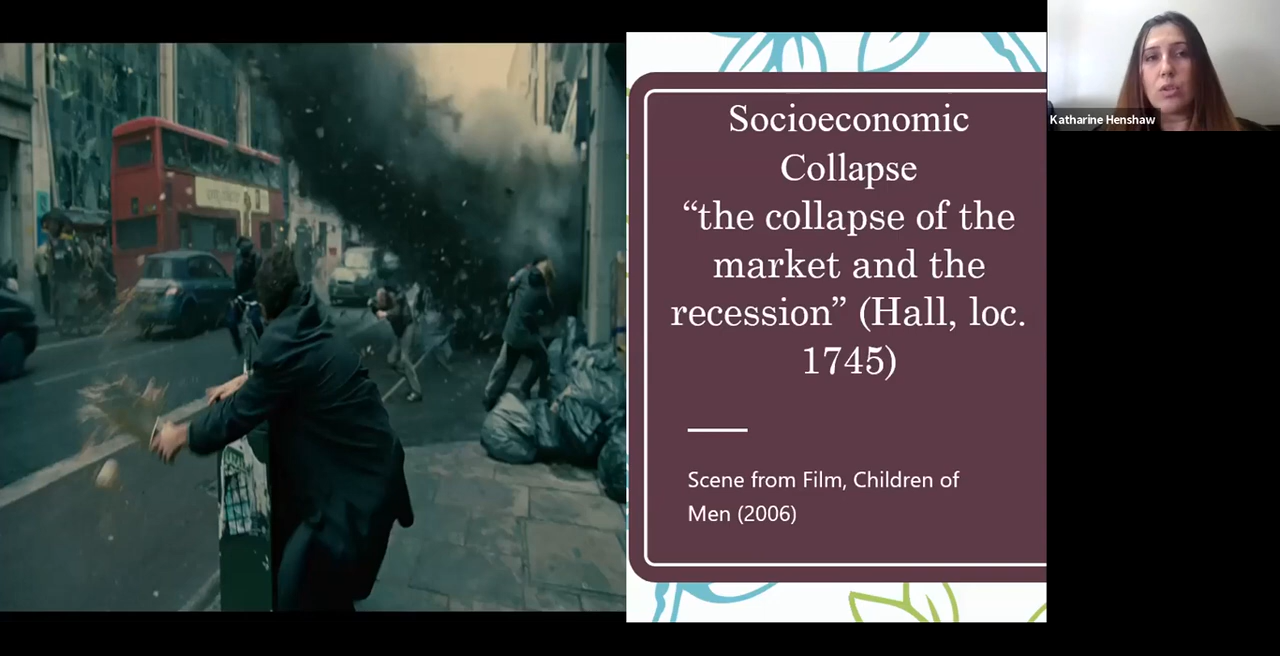 Socioeconomic
Collapse
“the collapse of the
market and the
recession” (Hall, loc.
1745)
Scene from Film, Children of
Men (2006)
Katharine Henshaw